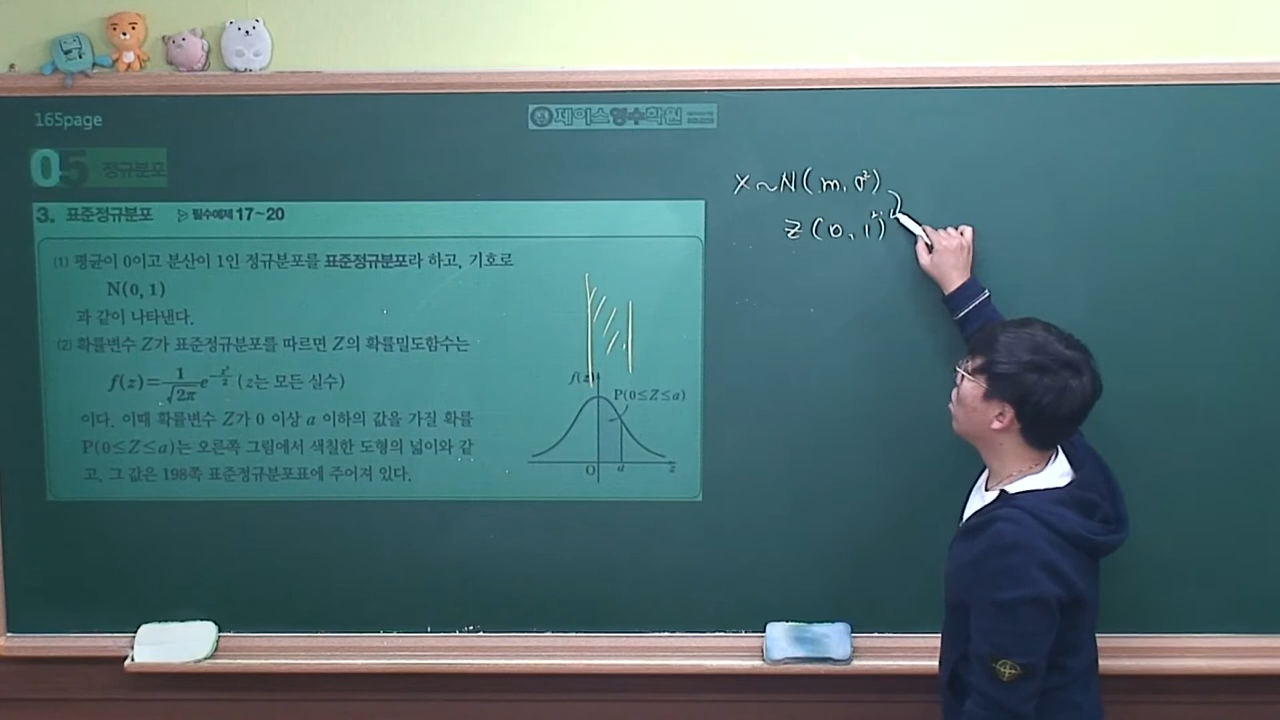 165page
제이스영수학원
05 정규분포
3. 표준정규분포 ▷ 필수예제 17~20
(1) 평균이 0이고 분산이 1인 정규분포를 표준정규분포라 하고, 기호로
N(0, 1)
과 같이 나타낸다.
(2) 확률변수 Z가 표준정규분포를 따르면 Z의 확률밀도함수는
f(z)=1/√2π e^(-z²/2) (z는 모든 실수)
이다. 이때 확률변수 Z가 0 이상 a 이하의 값을 가질 확률
P(0≤Z≤a)는 오른쪽 그림에서 색칠한 도형의 넓이와 같
고, 그 값은 198쪽 표준정규분포표에 주어져 있다.
f(z)
P(0≤Z≤a)
O a z
X~N(m, σ²)
Z(0, 1²)